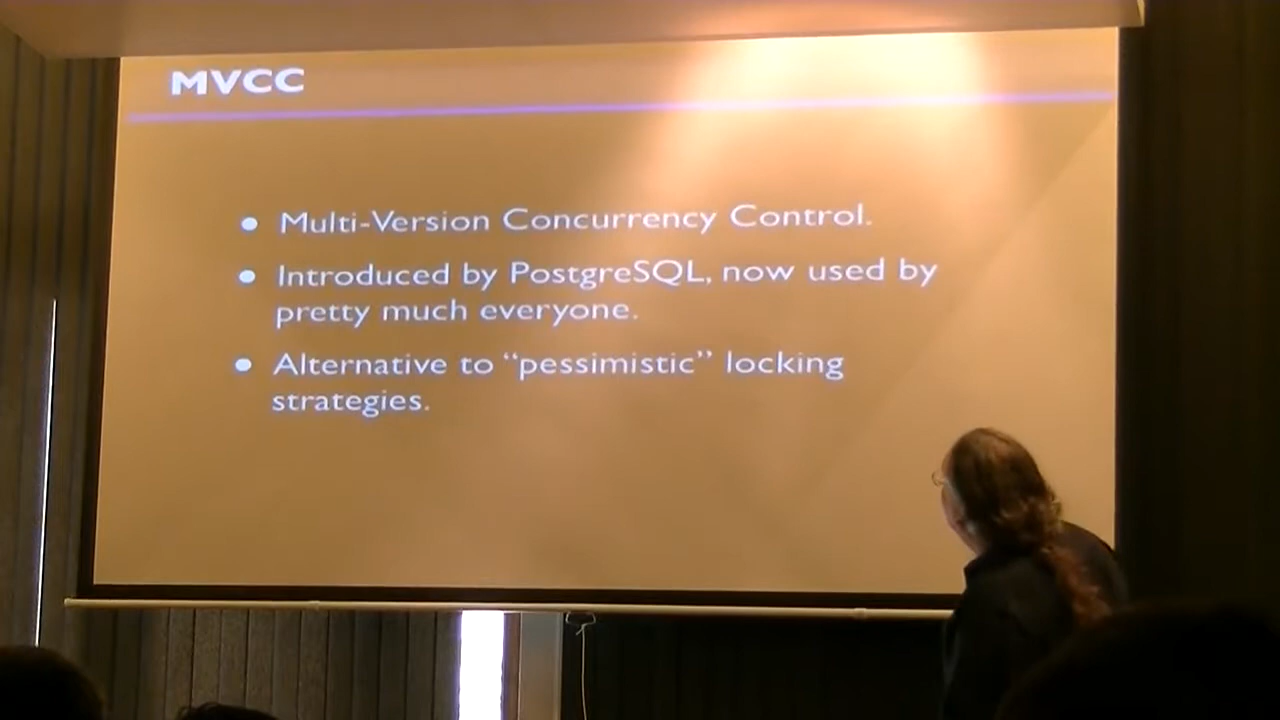 MVCC
• Multi-Version Concurrency Control.
• Introduced by PostgreSQL, now used by
pretty much everyone.
• Alternative to “pessimistic” locking
strategies.